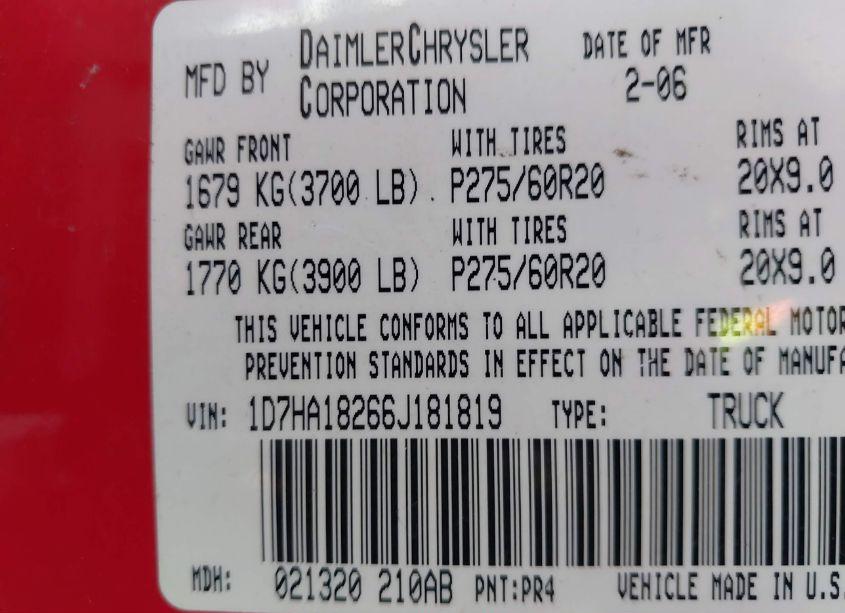 MFD BY DAIMLERCHRYSLER CORPORATION DATE OF MFR 2-06
GAWR FRONT WITH TIRES RIMS AT
1679 KG(3700 LB) P275/60R20 20X9.0
GAWR REAR WITH TIRES RIMS AT
1770 KG(3900 LB) P275/60R20 20X9.0
THIS VEHICLE CONFORMS TO ALL APPLICABLE FEDERAL MOTOR
PREVENTION STANDARDS IN EFFECT ON THE DATE OF MANUFA
VIN: 1D7HA18266J181819 TYPE: TRUCK
MDH: 021320 210AB PNT:PR4 VEHICLE MADE IN U.S.